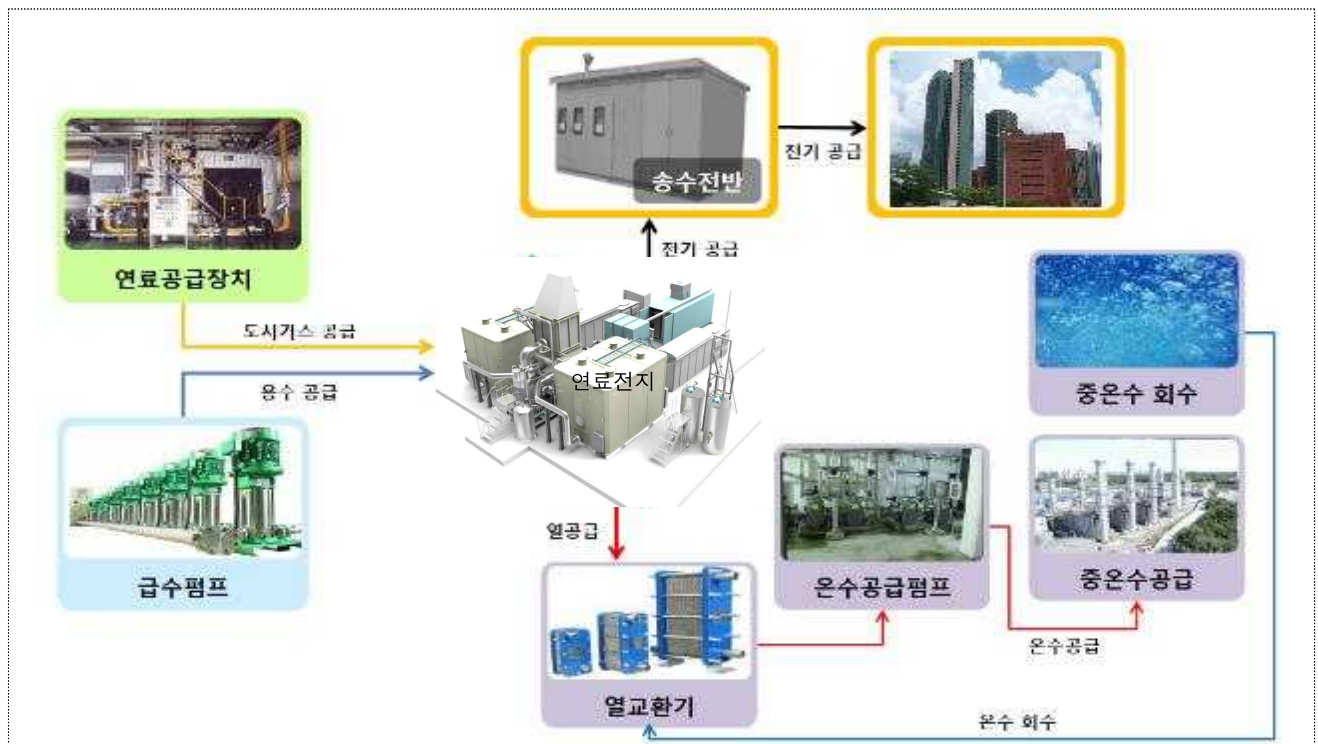 송수전반
전기 공급
전기 공급
연료공급장치
도시가스 공급
연료전지
용수 공급
중온수 회수
급수펌프
열공급
온수공급펌프
중온수공급
온수공급
열교환기
온수 회수